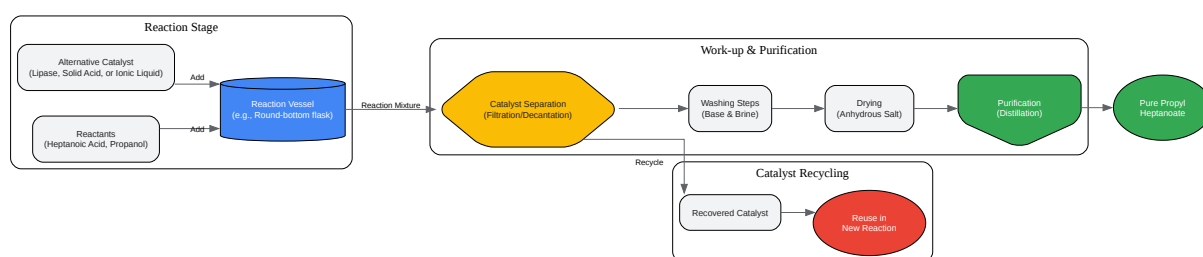 Reaction Stage
Alternative Catalyst
(Lipase, Solid Acid, or Ionic Liquid)
Add
Reactants
(Heptanoic Acid, Propanol)
Add
Reaction Vessel
(e.g., Round-bottom flask)
Reaction Mixture
Work-up & Purification
Catalyst Separation
(Filtration/Decantation)
Washing Steps
(Base & Brine)
Drying
(Anhydrous Salt)
Purification
(Distillation)
Pure Propyl
Heptanoate
Recycle
Catalyst Recycling
Recovered Catalyst
Reuse in
New Reaction